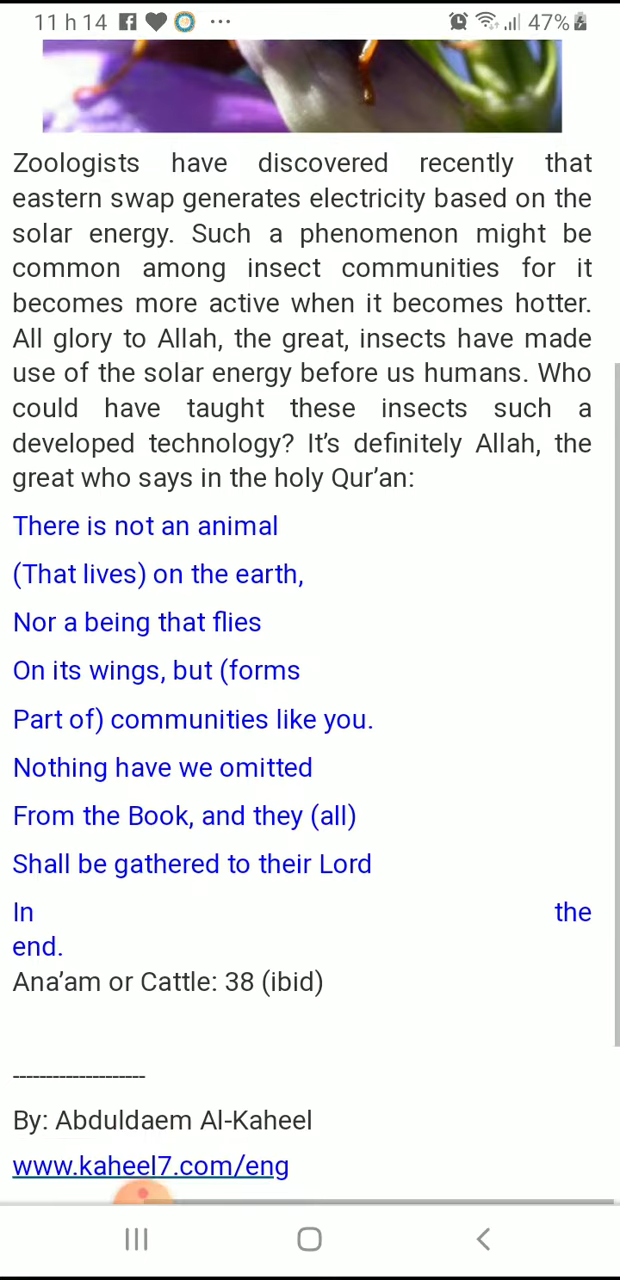 11 h 14
47%
Zoologists have discovered recently that
eastern swap generates electricity based on the
solar energy. Such a phenomenon might be
common among insect communities for it
becomes more active when it becomes hotter.
All glory to Allah, the great, insects have made
use of the solar energy before us humans. Who
could have taught these insects such a
developed technology? It’s definitely Allah, the
great who says in the holy Qur’an:
There is not an animal
(That lives) on the earth,
Nor a being that flies
On its wings, but (forms
Part of) communities like you.
Nothing have we omitted
From the Book, and they (all)
Shall be gathered to their Lord
In the
end.
Ana’am or Cattle: 38 (ibid)
--------------------
By: Abduldaem Al-Kaheel
www.kaheel7.com/eng